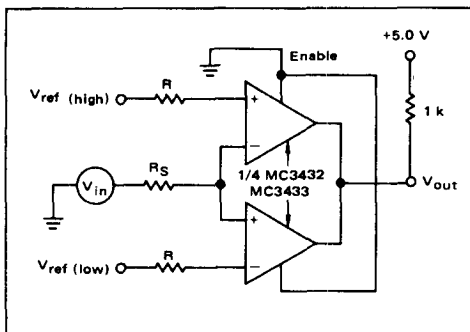 +5.0 V
Enable
R
V_ref (high)
+
1 k
−
R_S
1/4 MC3432
MC3433
V_in
V_out
+
R
V_ref (low)
−